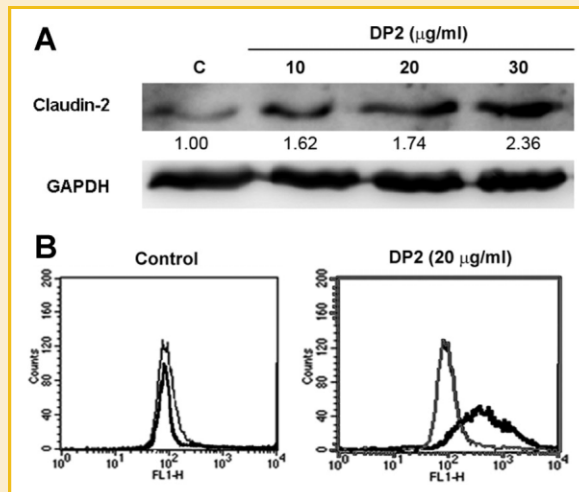 A
DP2 (μg/ml)
C 10 20 30
Claudin-2
1.00 1.62 1.74 2.36
GAPDH
B
Control
200
160
120
80
40
0
Counts
10⁰ 10¹ 10² 10³ 10⁴
FL1-H
DP2 (20 μg/ml)
200
160
120
80
40
0
Counts
10⁰ 10¹ 10² 10³ 10⁴
FL1-H